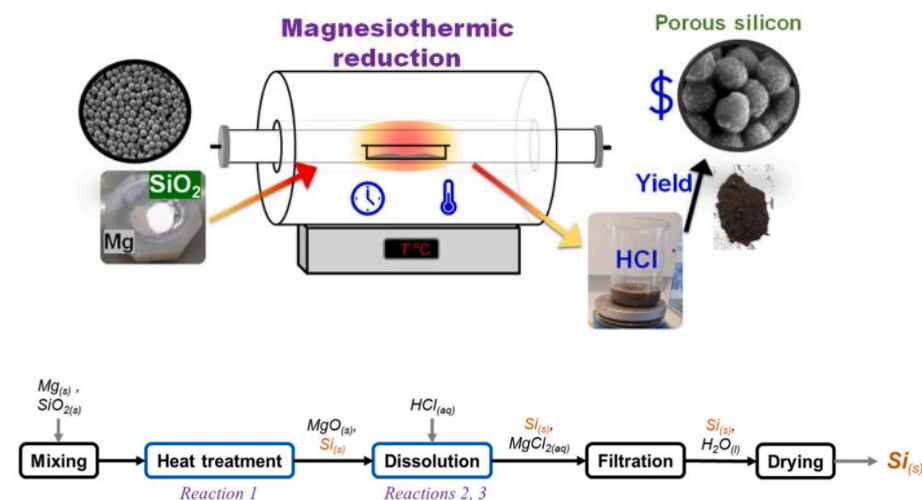 Magnesiothermic
reduction
Porous silicon
$
SiO2
Mg
Yield
HCl
T °C
Mg(s) ,
SiO2(s)
HCl(aq)
MgO(s),
Si(s)
Si(s),
MgCl2(aq)
Si(s),
H2O(l)
Mixing
Heat treatment
Dissolution
Filtration
Drying
Si(s)
Reaction 1
Reactions 2, 3